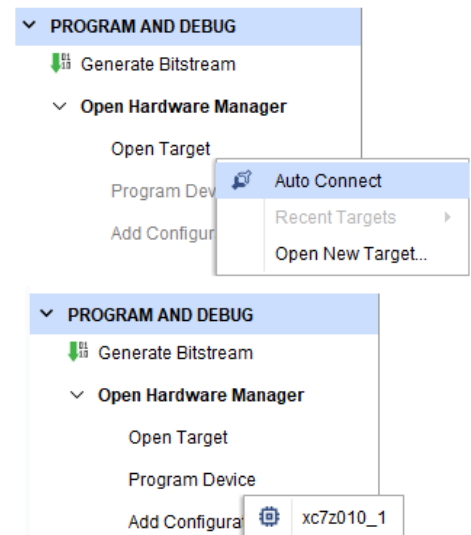 PROGRAM AND DEBUG
Generate Bitstream
Open Hardware Manager
Open Target
Auto Connect
Program Dev
Recent Targets
Add Configur
Open New Target...
PROGRAM AND DEBUG
Generate Bitstream
Open Hardware Manager
Open Target
Program Device
Add Configura xc7z010_1